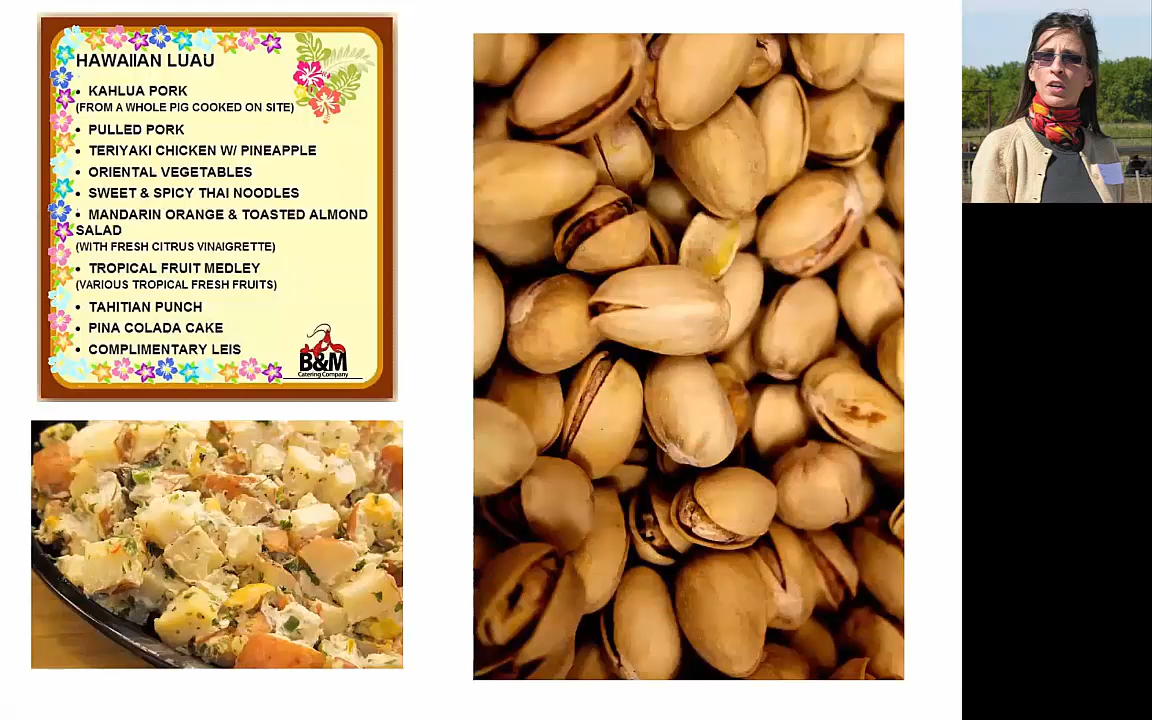 HAWAIIAN LUAU
• KAHLUA PORK
(FROM A WHOLE PIG COOKED ON SITE)
• PULLED PORK
• TERIYAKI CHICKEN W/ PINEAPPLE
• ORIENTAL VEGETABLES
• SWEET & SPICY THAI NOODLES
• MANDARIN ORANGE & TOASTED ALMOND
SALAD
(WITH FRESH CITRUS VINAIGRETTE)
• TROPICAL FRUIT MEDLEY
(VARIOUS TROPICAL FRESH FRUITS)
• TAHITIAN PUNCH
• PINA COLADA CAKE
• COMPLIMENTARY LEIS
B&M
Catering Company